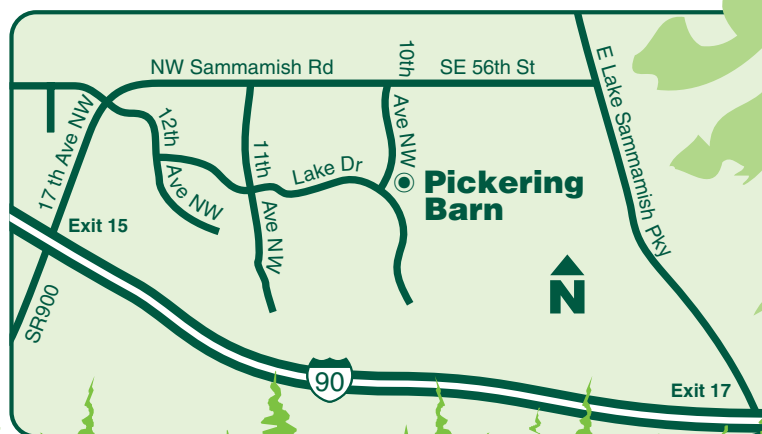 NW Sammamish Rd
SE 56th St
10th
Ave NW
E Lake Sammamish Pky
17 th Ave NW
12th
Ave NW
11th
Ave NW
Lake Dr
Pickering
Barn
Exit 15
SR900
N
90
Exit 17